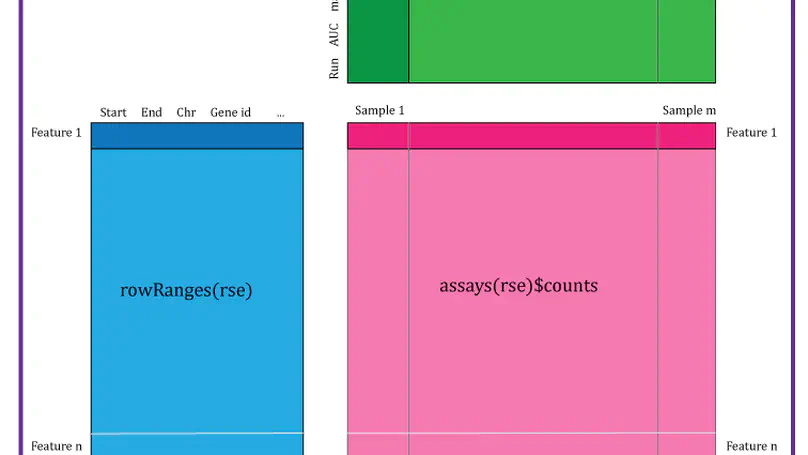 Run AUC
Start End Chr Gene id ...
Sample 1 Sample m
Feature 1
Feature 1
rowRanges(rse)
assays(rse)$counts
Feature n
Feature n